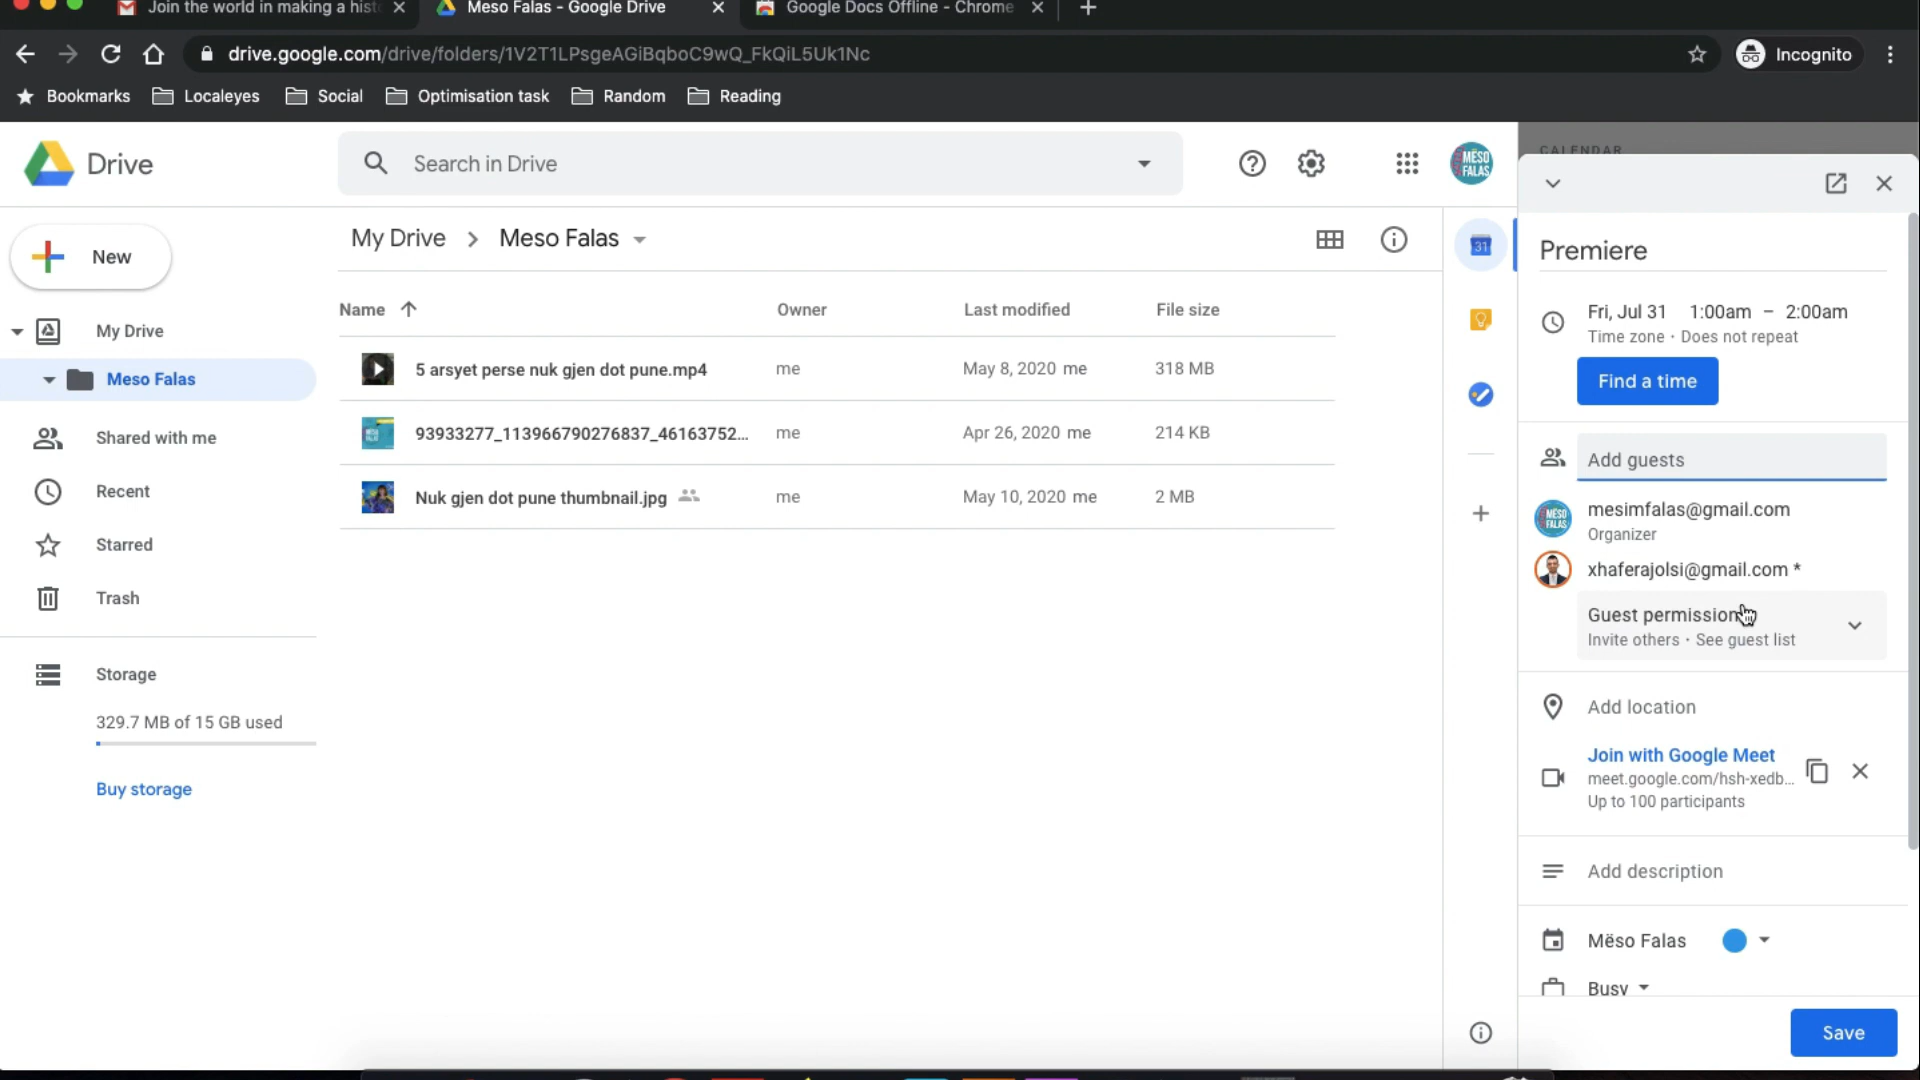 Join the world in making a hist
Meso Falas - Google Drive
Google Docs Offline - Chrome
drive.google.com/drive/folders/1V2T1LPsgeAGiBqboC9wQ_FkQiL5Uk1Nc
Incognito
Bookmarks
Localeyes
Social
Optimisation task
Random
Reading
Drive
Search in Drive
MËSO FALAS
New
My Drive
Meso Falas
Shared with me
Recent
Starred
Trash
Storage
329.7 MB of 15 GB used
Buy storage
My Drive > Meso Falas
Name Owner Last modified File size
5 arsyet perse nuk gjen dot pune.mp4 me May 8, 2020 me 318 MB
93933277_113966790276837_46163752... me Apr 26, 2020 me 214 KB
Nuk gjen dot pune thumbnail.jpg me May 10, 2020 me 2 MB
31
CALENDAR
Premiere
Fri, Jul 31 1:00am – 2:00am
Time zone · Does not repeat
Find a time
Add guests
MËSO FALAS
mesimfalas@gmail.com
Organizer
xhaferajolsi@gmail.com *
Guest permission
Invite others · See guest list
Add location
Join with Google Meet
meet.google.com/hsh-xedb...
Up to 100 participants
Add description
Mëso Falas
Busy
Save